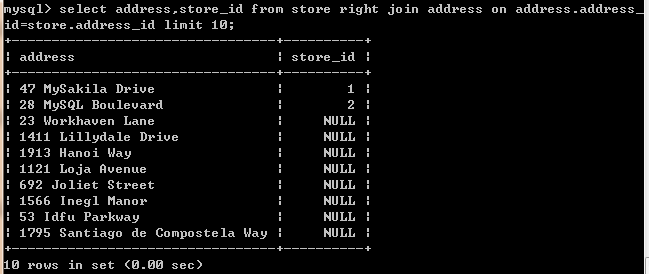 mysql> select address,store_id from store right join address on address.address_
id=store.address_id limit 10;
+----------------------------+----------+
| address                    | store_id |
+----------------------------+----------+
| 47 MySakila Drive          |        1 |
| 28 MySQL Boulevard         |        2 |
| 23 Workhaven Lane          |     NULL |
| 1411 Lillydale Drive       |     NULL |
| 1913 Hanoi Way             |     NULL |
| 1121 Loja Avenue           |     NULL |
| 692 Joliet Street          |     NULL |
| 1566 Inegl Manor           |     NULL |
| 53 Idfu Parkway            |     NULL |
| 1795 Santiago de Compostela Way |     NULL |
+----------------------------+----------+
10 rows in set (0.00 sec)